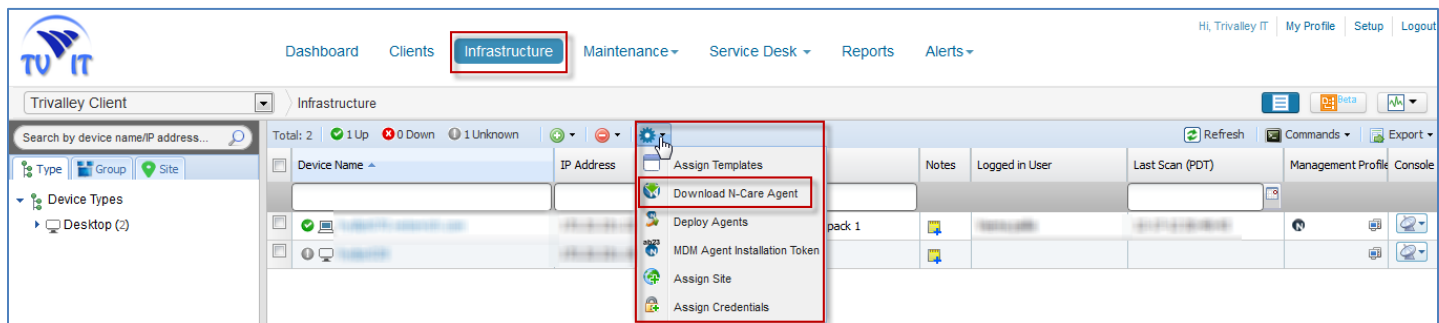 Hi, Trivalley IT My Profile Setup Logout
TV IT
Dashboard Clients Infrastructure Maintenance Service Desk Reports Alerts
Trivalley Client Infrastructure Beta
Search by device name/IP address... Total: 2 1 Up 0 Down 1 Unknown Refresh Commands Export
Type Group Site Device Name IP Address Notes Logged in User Last Scan (PDT) Management Profile Console
Assign Templates
Device Types
Download N-Care Agent
Desktop (2)
Deploy Agents
pack 1
ab23
MDM Agent Installation Token
Assign Site
Assign Credentials